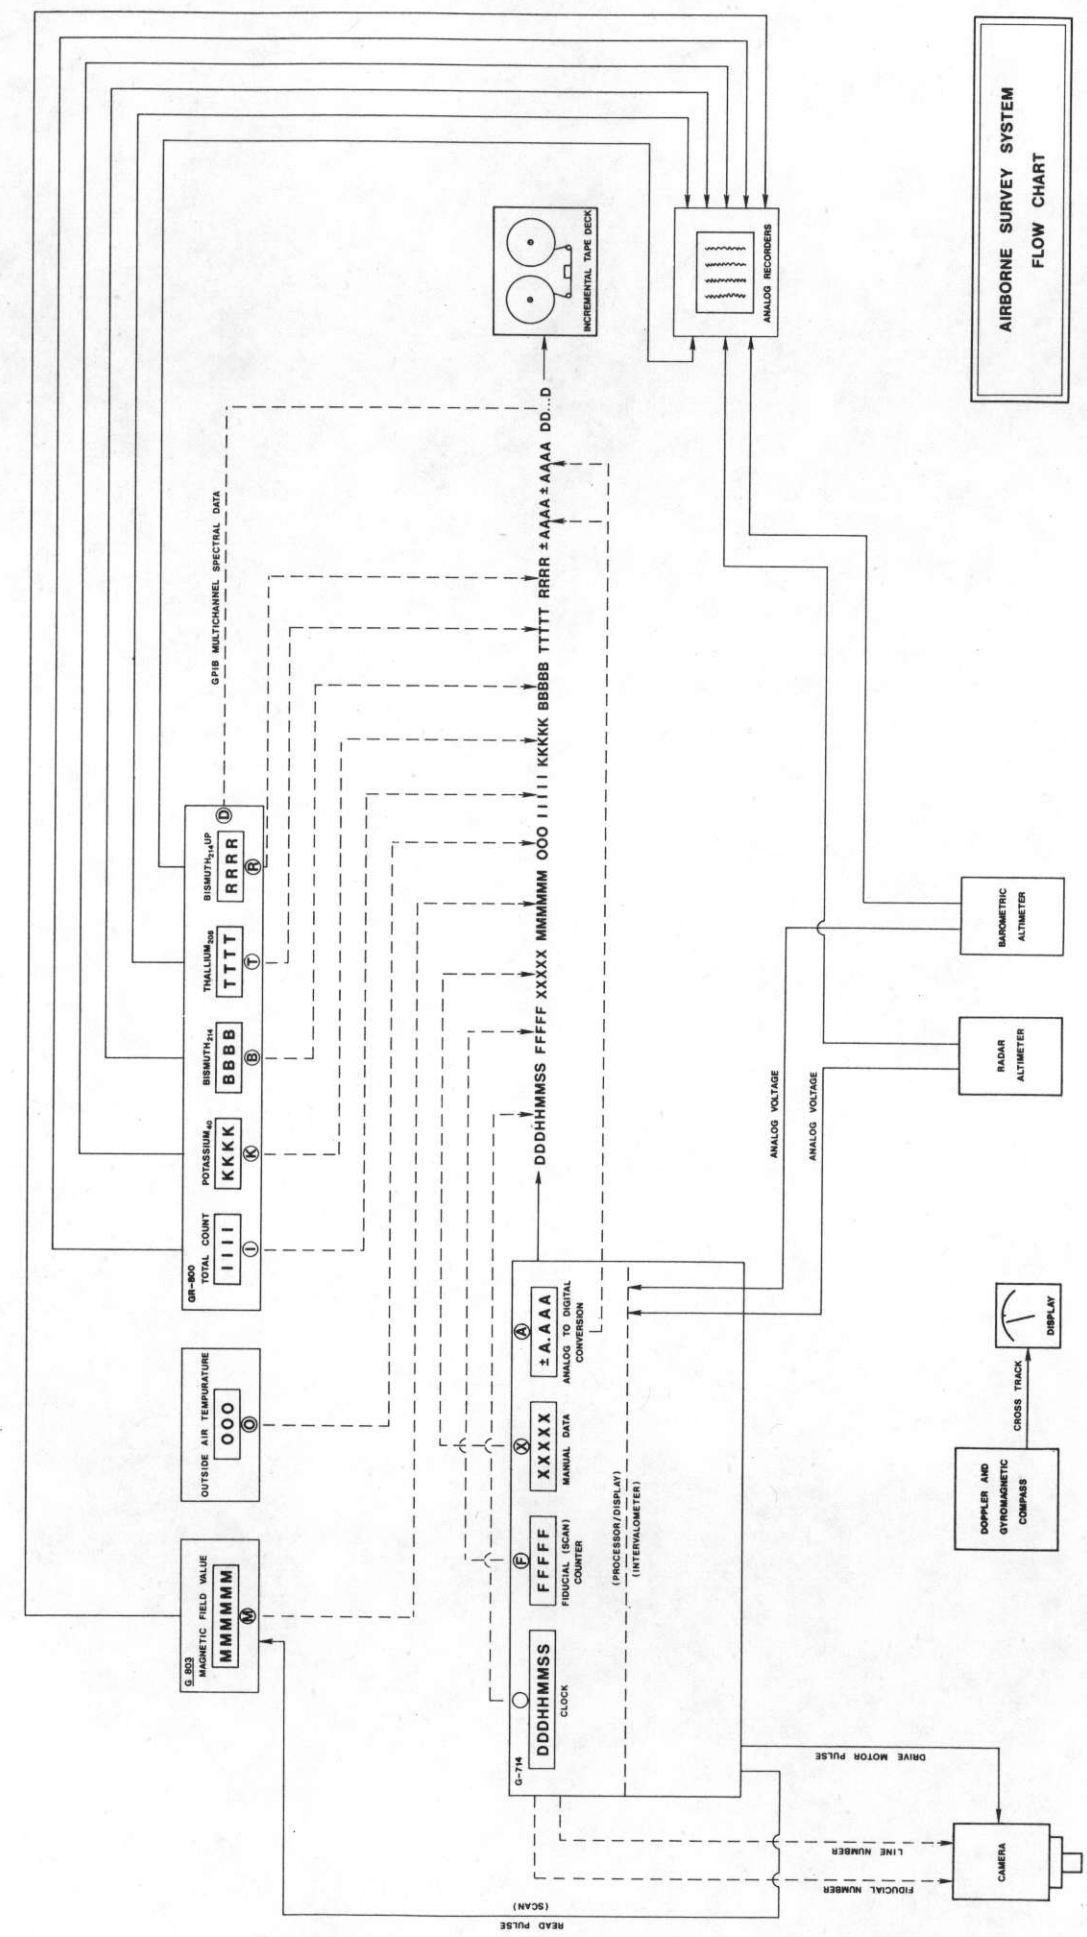 AIRBORNE SURVEY SYSTEM
FLOW CHART
G 803
MAGNETIC FIELD VALUE
MMMMMM
M
OUTSIDE AIR TEMPURATURE
OOO
O
GR-800
TOTAL COUNT
IIII
I
POTASSIUM40
KKKK
K
BISMUTH214
BBBB
B
THALLIUM208
TTTT
T
BISMUTH214UP
RRRR
R
D
GPIB MULTICHANNEL SPECTRAL DATA
INCREMENTAL TAPE DECK
DDDHHMMSS FFFFF XXXXX MMMMMM OOO IIIII KKKKK BBBBB TTTTT RRRR ±AAAA±AAAA DD...D
G-714
DDDHHMMSS
CLOCK
F
FFFFF
FIDUCIAL (SCAN)
COUNTER
X
XXXXX
MANUAL DATA
A
±A.AAA
ANALOG TO DIGITAL
CONVERSION
(PROCESSOR/DISPLAY)
(INTERVALOMETER)
ANALOG RECORDERS
ANALOG VOLTAGE
ANALOG VOLTAGE
READ PULSE
(SCAN)
FIDUCIAL NUMBER
LINE NUMBER
DRIVE MOTOR PULSE
CAMERA
DOPPLER AND
GYROMAGNETIC
COMPASS
CROSS TRACK
DISPLAY
RADAR
ALTIMETER
BAROMETRIC
ALTIMETER